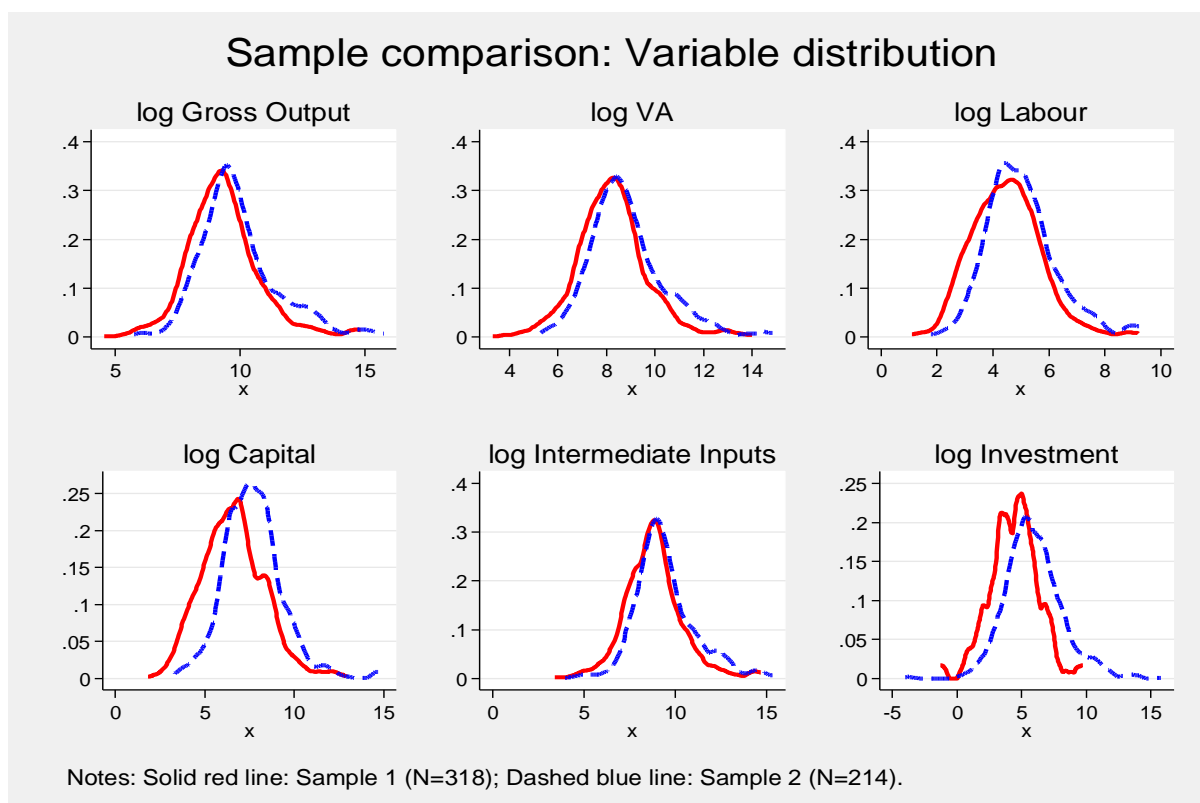 Sample comparison: Variable distribution
log Gross Output
.4
.3
.2
.1
0
5 10 15
x
log VA
.4
.3
.2
.1
0
4 6 8 10 12 14
x
log Labour
.4
.3
.2
.1
0
0 2 4 6 8 10
x
log Capital
.25
.2
.15
.1
.05
0
0 5 10 15
x
log Intermediate Inputs
.4
.3
.2
.1
0
0 5 10 15
x
log Investment
.25
.2
.15
.1
.05
0
-5 0 5 10 15
x
Notes: Solid red line: Sample 1 (N=318); Dashed blue line: Sample 2 (N=214).